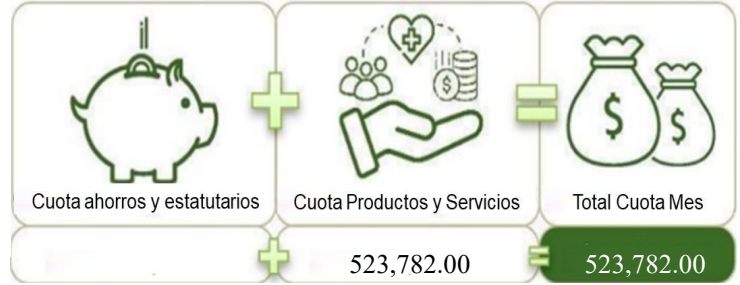 Cuota ahorros y estatutarios
Cuota Productos y Servicios
Total Cuota Mes
523,782.00
523,782.00